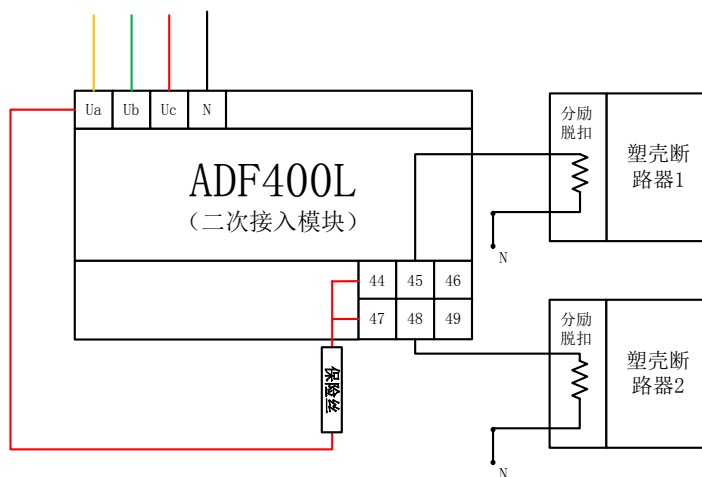 Ua Ub Uc N
ADF400L
(二次接入模块)
44 45 46
47 48 49
保险丝
分励
脱扣
塑壳断
路器1
N
分励
脱扣
塑壳断
路器2
N